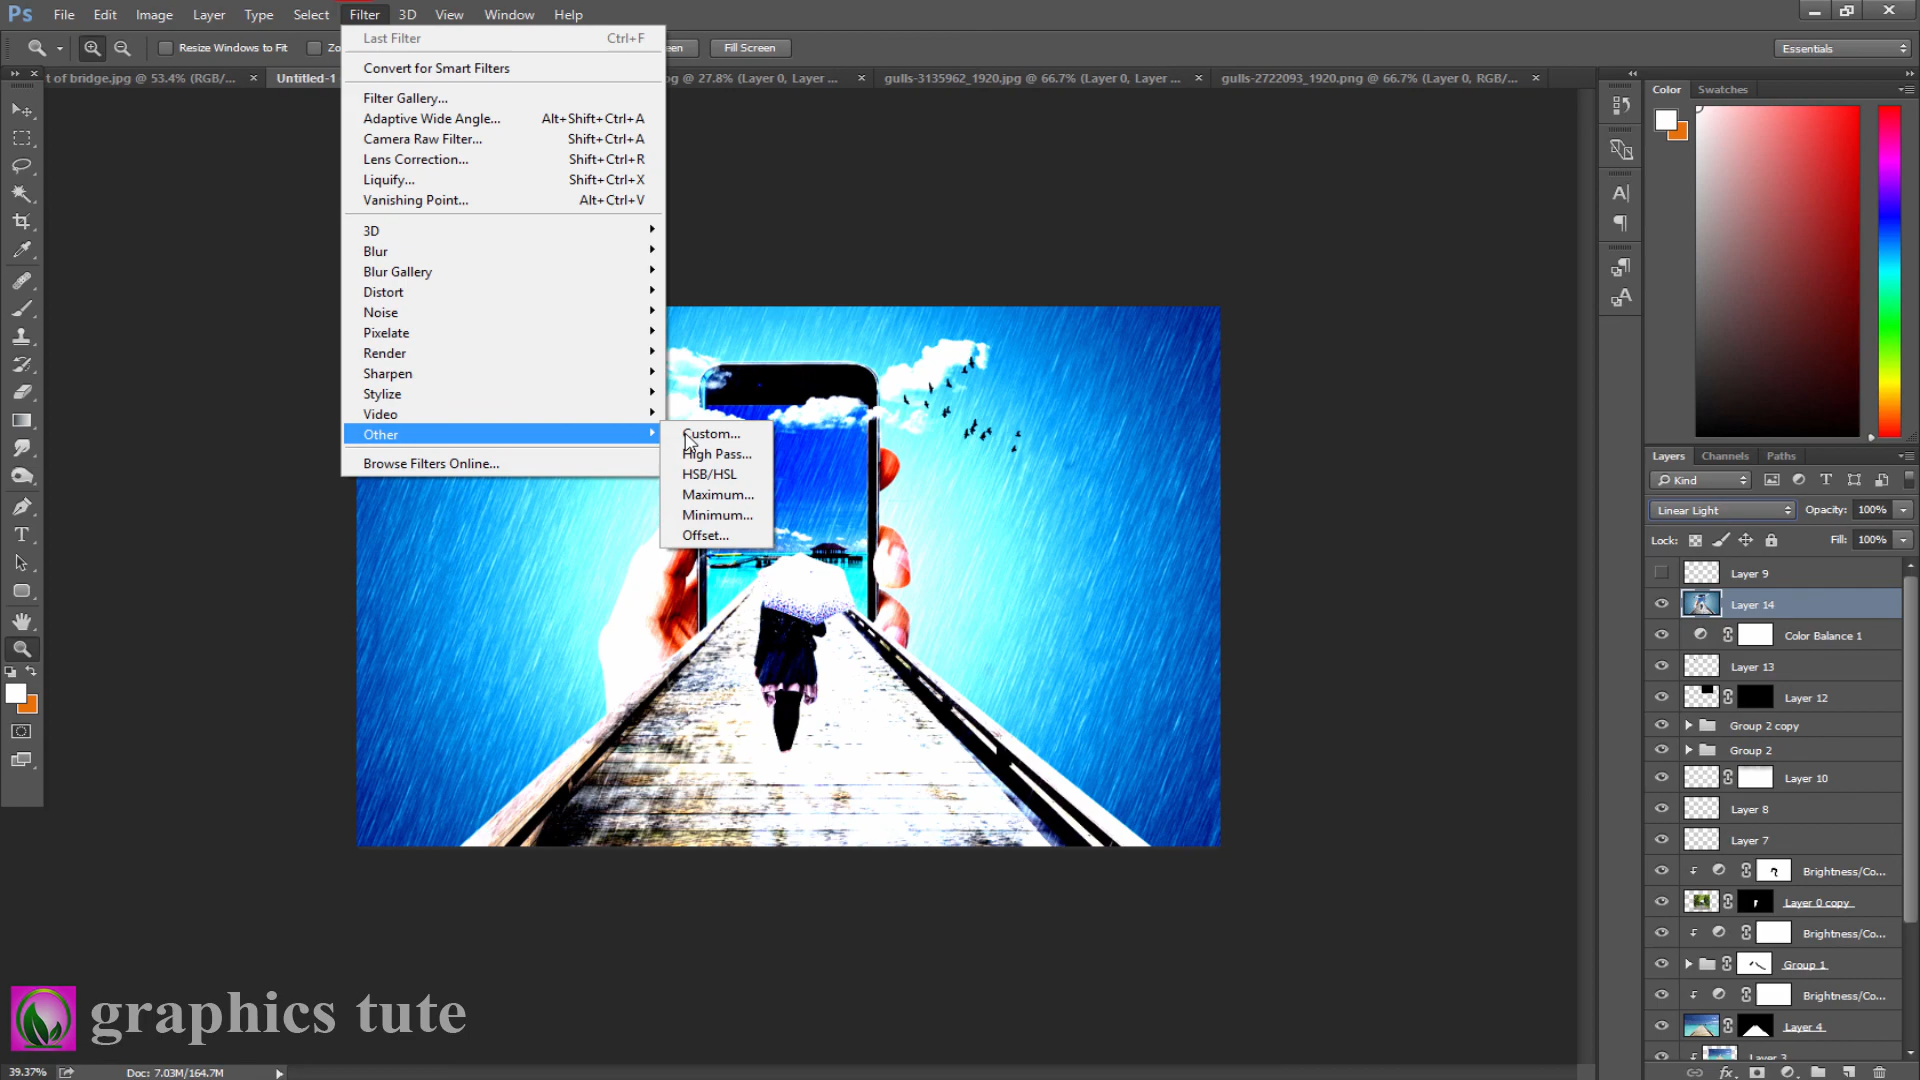 Ps File Edit Image Layer Type Select Filter 3D View Window Help
Resize Windows to Fit Zo een Fill Screen Essentials
t of bridge.jpg @ 53.4% (RGB/... Untitled-1 pg @ 27.8% (Layer 0, Layer ... gulls-3135962_1920.jpg @ 66.7% (Layer 0, Layer ... gulls-2722093_1920.png @ 66.7% (Layer 0, RGB/...
Last Filter Ctrl+F
Convert for Smart Filters
Filter Gallery...
Adaptive Wide Angle... Alt+Shift+Ctrl+A
Camera Raw Filter... Shift+Ctrl+A
Lens Correction... Shift+Ctrl+R
Liquify... Shift+Ctrl+X
Vanishing Point... Alt+Ctrl+V
3D
Blur
Blur Gallery
Distort
Noise
Pixelate
Render
Sharpen
Stylize
Video
Other
Browse Filters Online...
Custom...
High Pass...
HSB/HSL
Maximum...
Minimum...
Offset...
Color Swatches
Layers Channels Paths
Kind
Linear Light Opacity: 100%
Lock: Fill: 100%
Layer 9
Layer 14
Color Balance 1
Layer 13
Layer 12
Group 2 copy
Group 2
Layer 10
Layer 8
Layer 7
Brightness/Co...
Layer 0 copy
Brightness/Co...
Group 1
Brightness/Co...
Layer 4
Layer 3
graphics tute
39.37% Doc: 7.03M/164.7M